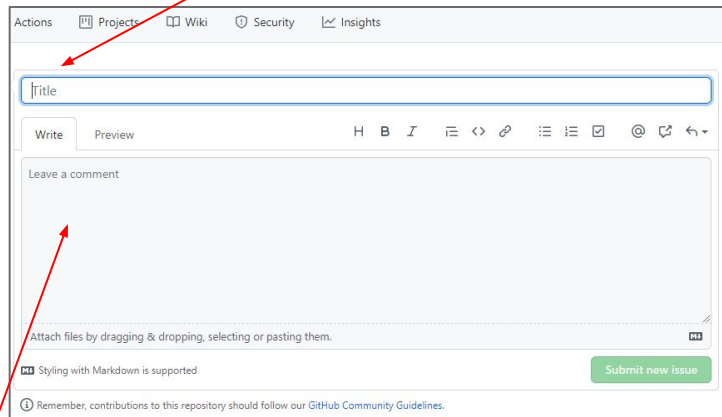 Actions Projects Wiki Security Insights
Title
Write Preview H B I
Leave a comment
Attach files by dragging & dropping, selecting or pasting them.
Styling with Markdown is supported Submit new issue
Remember, contributions to this repository should follow our GitHub Community Guidelines.